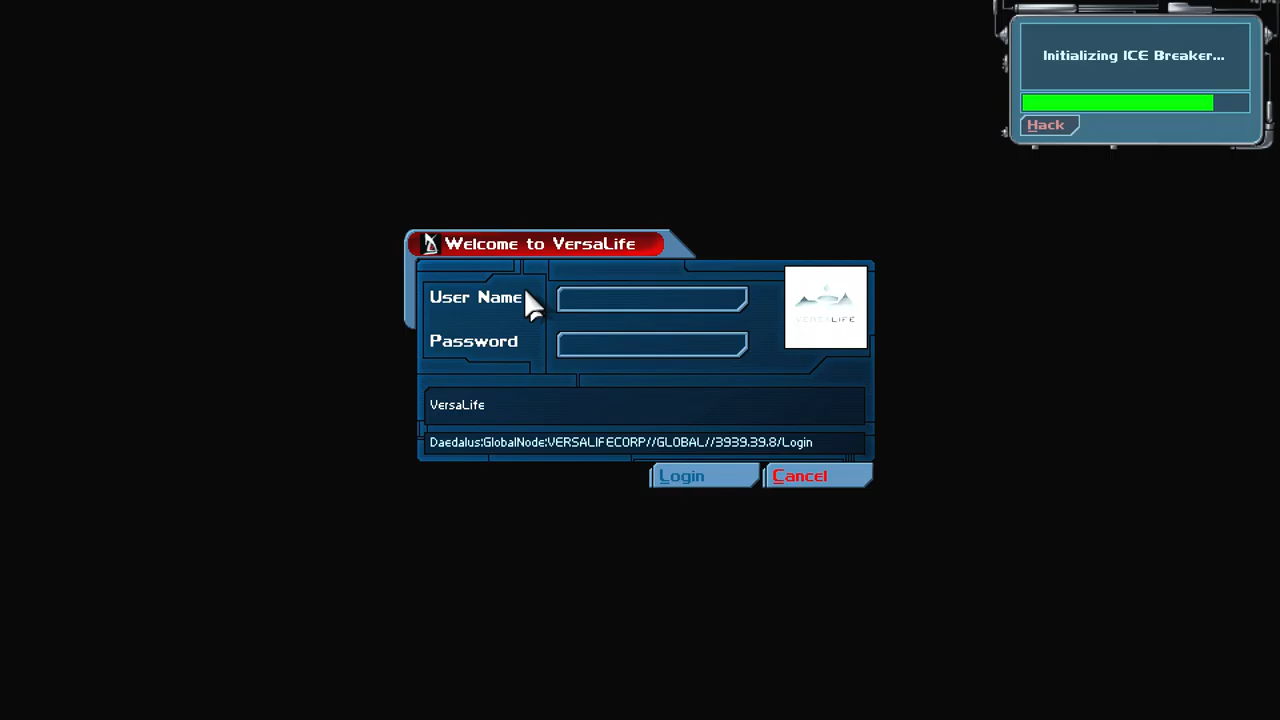 Initializing ICE Breaker...
Hack
Welcome to VersaLife
User Name
Password
VERSALIFE
VersaLife
Daedalus:GlobalNode:VERSALIFECORP//GLOBAL//3939.39.8/Login
Login
Cancel